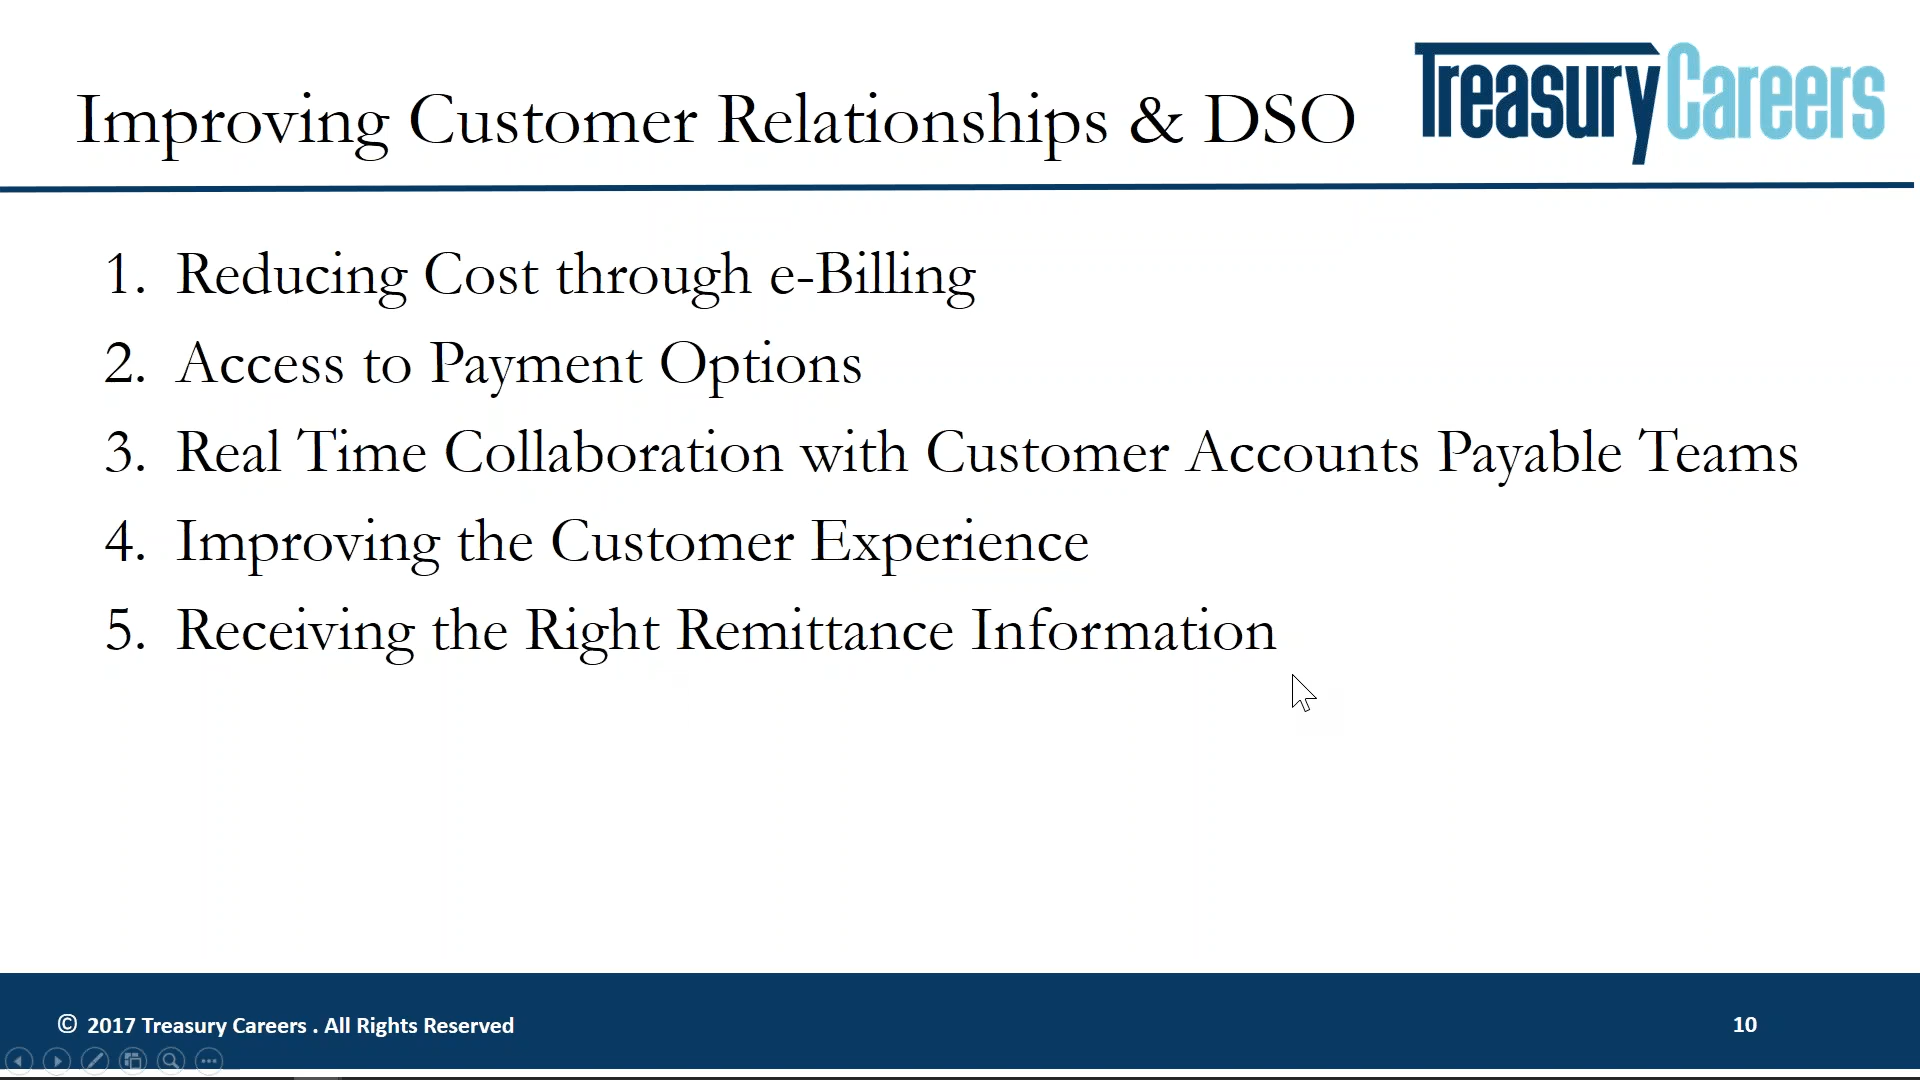 Improving Customer Relationships & DSO
TreasuryCareers
1. Reducing Cost through e-Billing
2. Access to Payment Options
3. Real Time Collaboration with Customer Accounts Payable Teams
4. Improving the Customer Experience
5. Receiving the Right Remittance Information
© 2017 Treasury Careers . All Rights Reserved
10